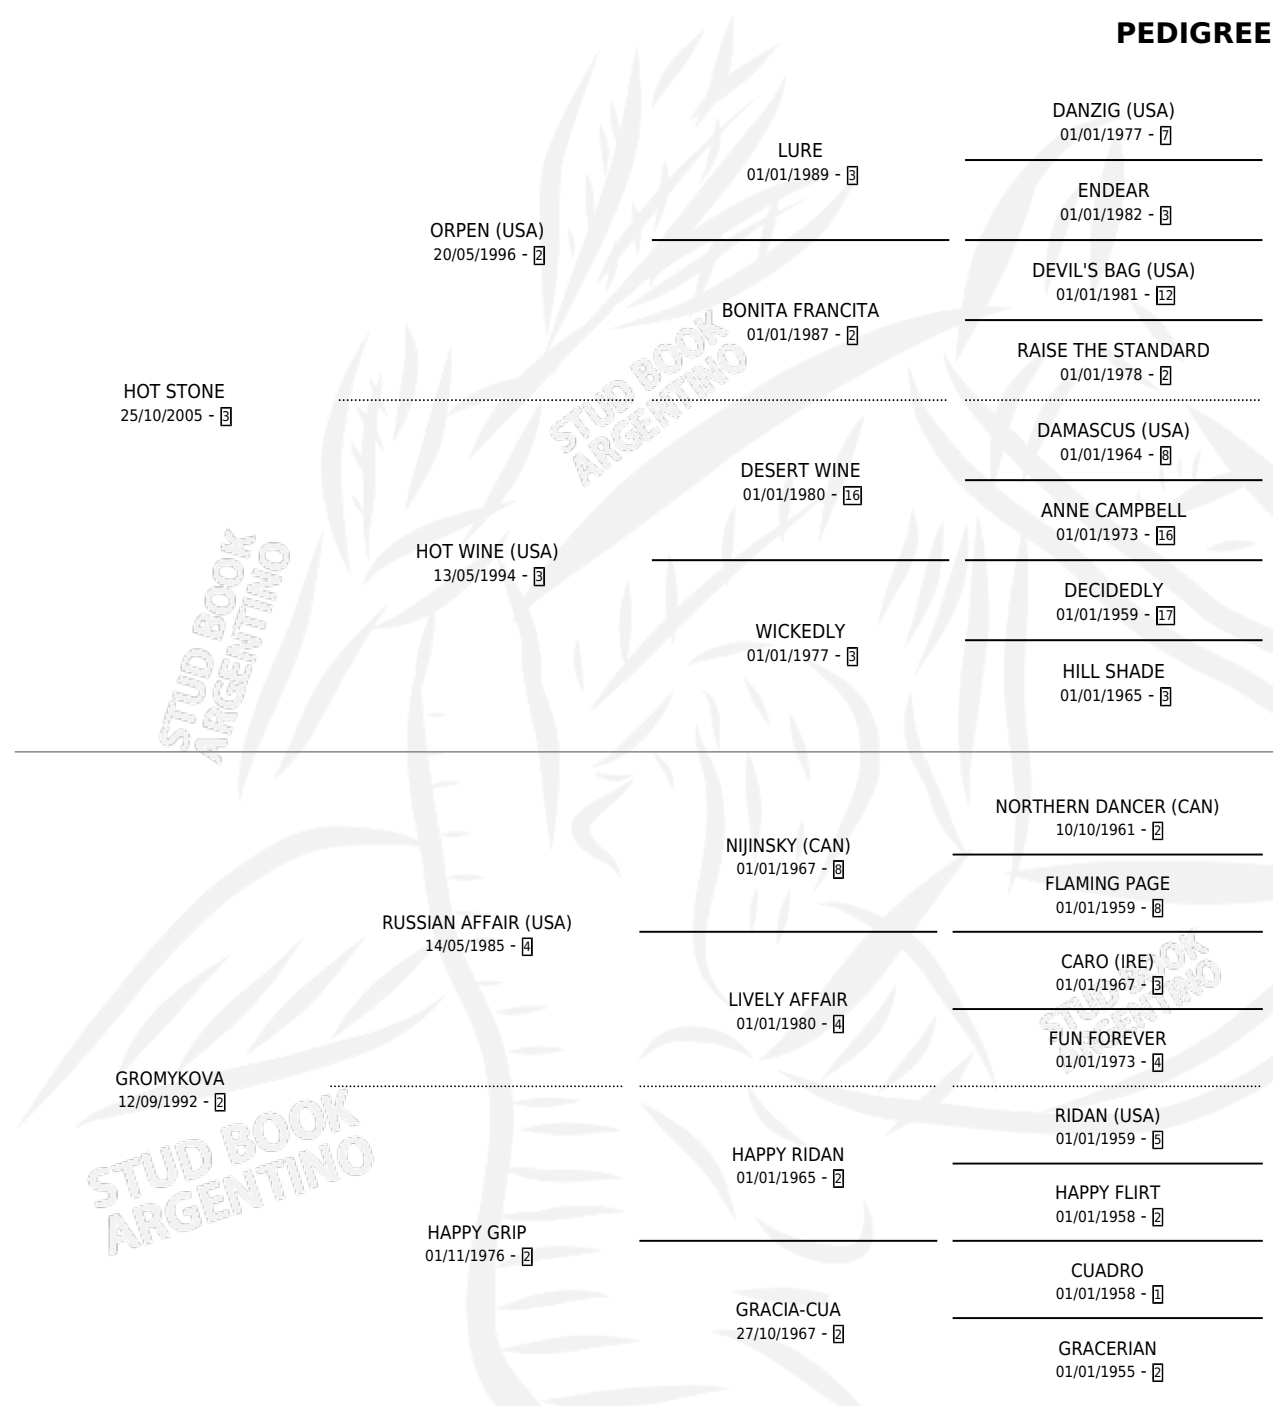 PEDIGREE
DANZIG (USA)
01/01/1977 - 7
LURE
01/01/1989 - 3
ENDEAR
01/01/1982 - 3
ORPEN (USA)
20/05/1996 - 2
DEVIL'S BAG (USA)
01/01/1981 - 12
BONITA FRANCITA
01/01/1987 - 2
RAISE THE STANDARD
01/01/1978 - 2
HOT STONE
25/10/2005 - 3
STUD BOOK
ARGENTINO
DAMASCUS (USA)
01/01/1964 - 8
DESERT WINE
01/01/1980 - 16
ANNE CAMPBELL
01/01/1973 - 16
HOT WINE (USA)
13/05/1994 - 3
DECIDEDLY
01/01/1959 - 17
WICKEDLY
01/01/1977 - 3
HILL SHADE
01/01/1965 - 3
STUD BOOK
ARGENTINO
NORTHERN DANCER (CAN)
10/10/1961 - 2
NIJINSKY (CAN)
01/01/1967 - 8
FLAMING PAGE
01/01/1959 - 8
RUSSIAN AFFAIR (USA)
14/05/1985 - 4
CARO (IRE)
01/01/1967 - 3
LIVELY AFFAIR
01/01/1980 - 4
STUD BOOK
ARGENTINO
FUN FOREVER
01/01/1973 - 4
GROMYKOVA
12/09/1992 - 2
RIDAN (USA)
01/01/1959 - 5
HAPPY RIDAN
01/01/1965 - 2
HAPPY FLIRT
01/01/1958 - 2
STUD BOOK
ARGENTINO
HAPPY GRIP
01/11/1976 - 2
CUADRO
01/01/1958 - 1
GRACIA-CUA
27/10/1967 - 2
GRACERIAN
01/01/1955 - 2